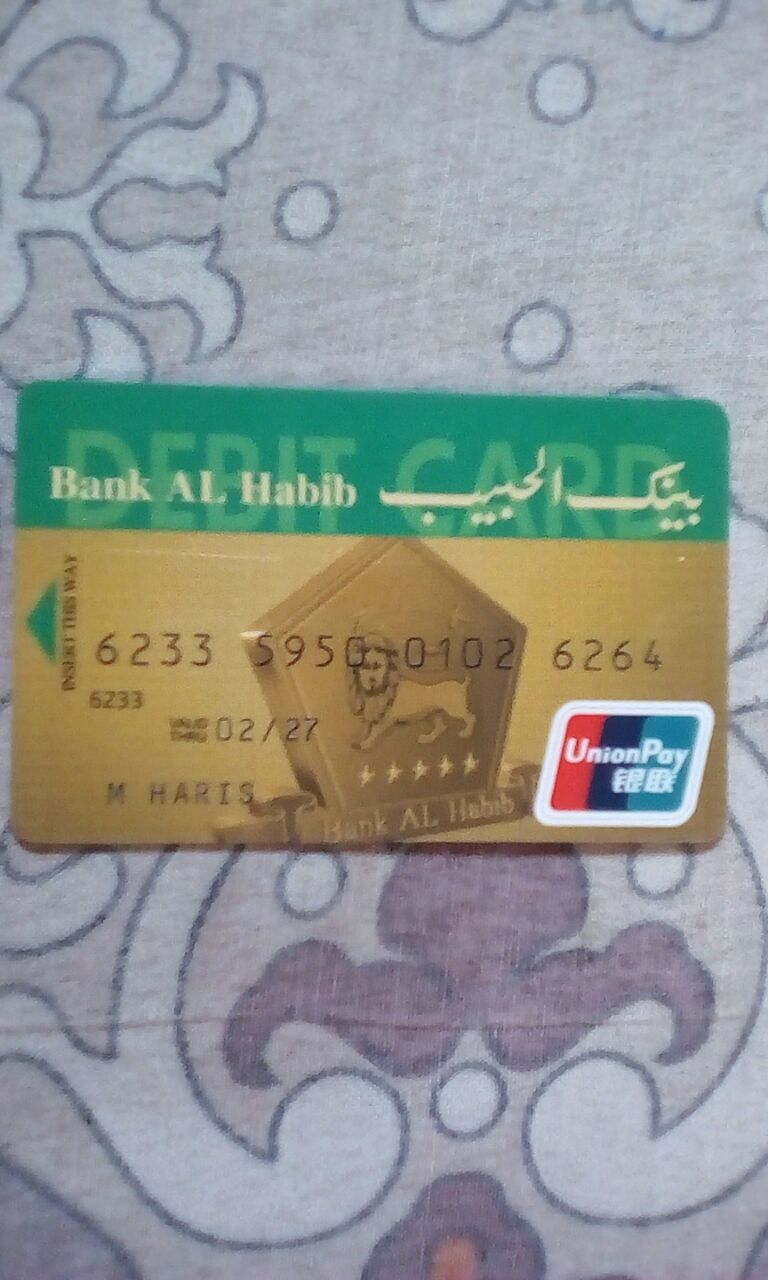 DEBIT CARD
Bank AL Habib بینک الحبیب
INSERT THIS WAY
6233 5950 0102 6264
6233
VALID THRU 02/27
M HARIS
Bank AL Habib
UnionPay
银联